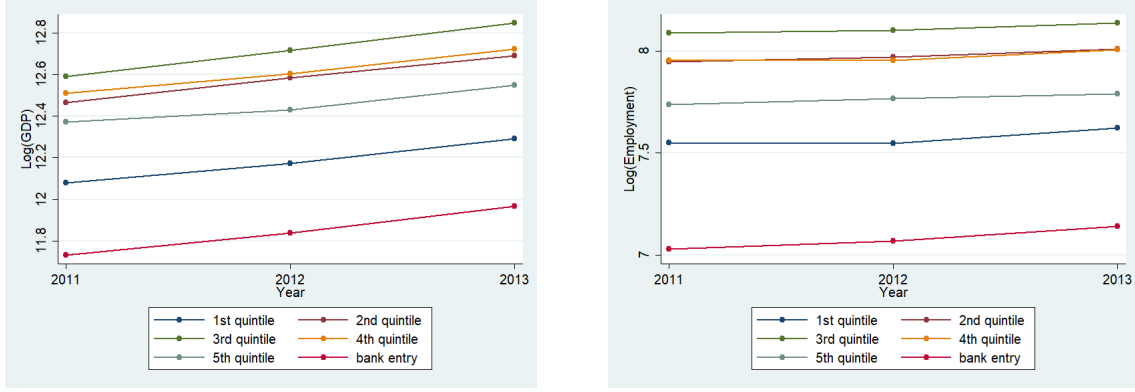 Log(GDP)
12.8
12.6
12.4
12.2
12
11.8
2011 2012 2013
Year
1st quintile 2nd quintile
3rd quintile 4th quintile
5th quintile bank entry
Log(Employment)
8
7.5
7
2011 2012 2013
Year
1st quintile 2nd quintile
3rd quintile 4th quintile
5th quintile bank entry